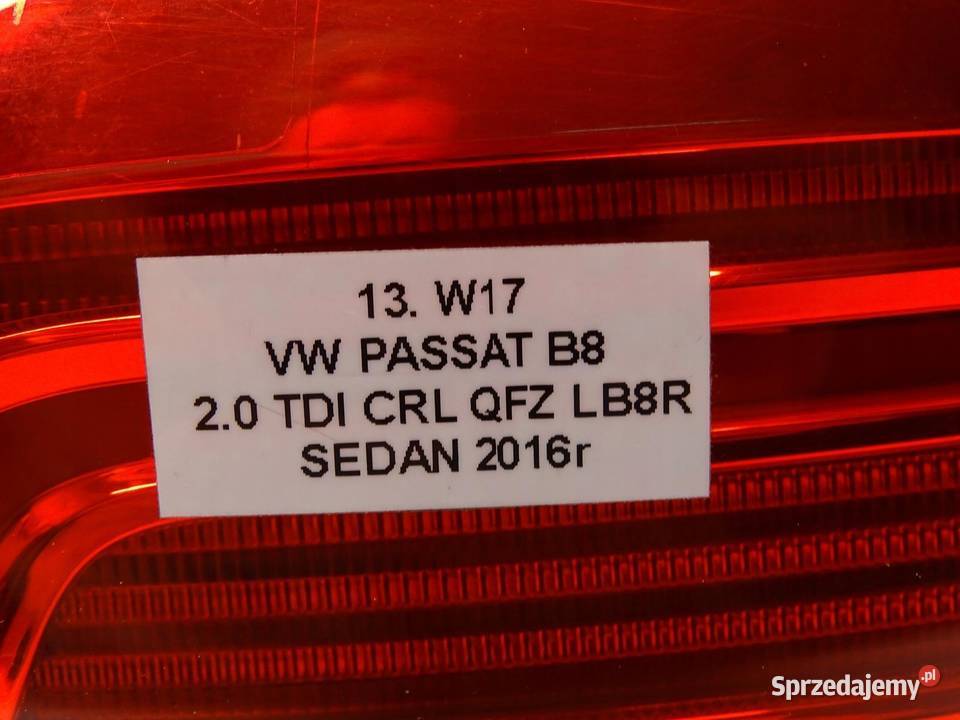 13. W17
VW PASSAT B8
2.0 TDI CRL QFZ LB8R
SEDAN 2016r
Sprzedajemy.pl